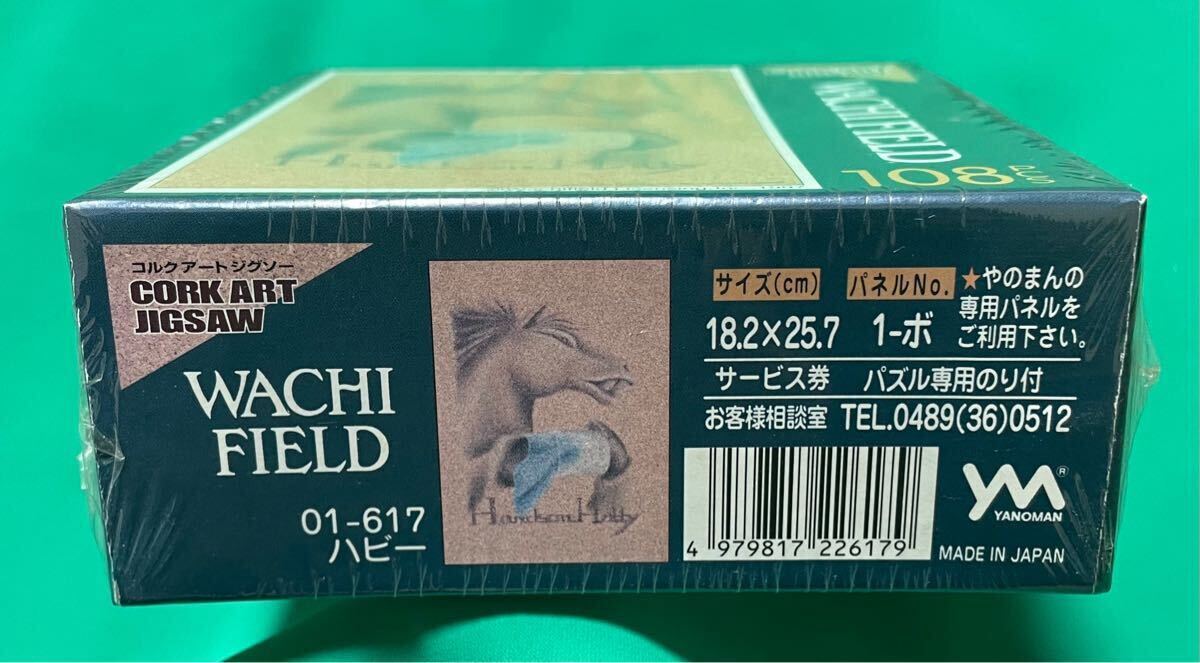 WACHI FIELD
108 PCS
コルクアートジグソー
CORK ART
JIGSAW
WACHI
FIELD
01-617
ハビー
サイズ(cm)
18.2×25.7
パネルNo.
1-ボ
★やのまんの
専用パネルを
ご利用下さい。
サービス券 パズル専用のり付
お客様相談室 TEL.0489(36)0512
4 979817 226179
YM®
YANOMAN
MADE IN JAPAN